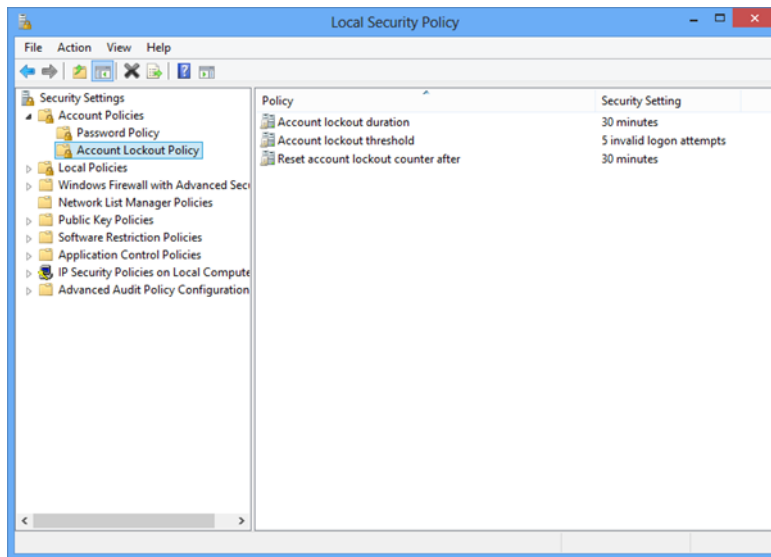 Local Security Policy
File Action View Help
Security Settings
Account Policies
Password Policy
Account Lockout Policy
Local Policies
Windows Firewall with Advanced Secu
Network List Manager Policies
Public Key Policies
Software Restriction Policies
Application Control Policies
IP Security Policies on Local Compute
Advanced Audit Policy Configuration
Policy Security Setting
Account lockout duration 30 minutes
Account lockout threshold 5 invalid logon attempts
Reset account lockout counter after 30 minutes